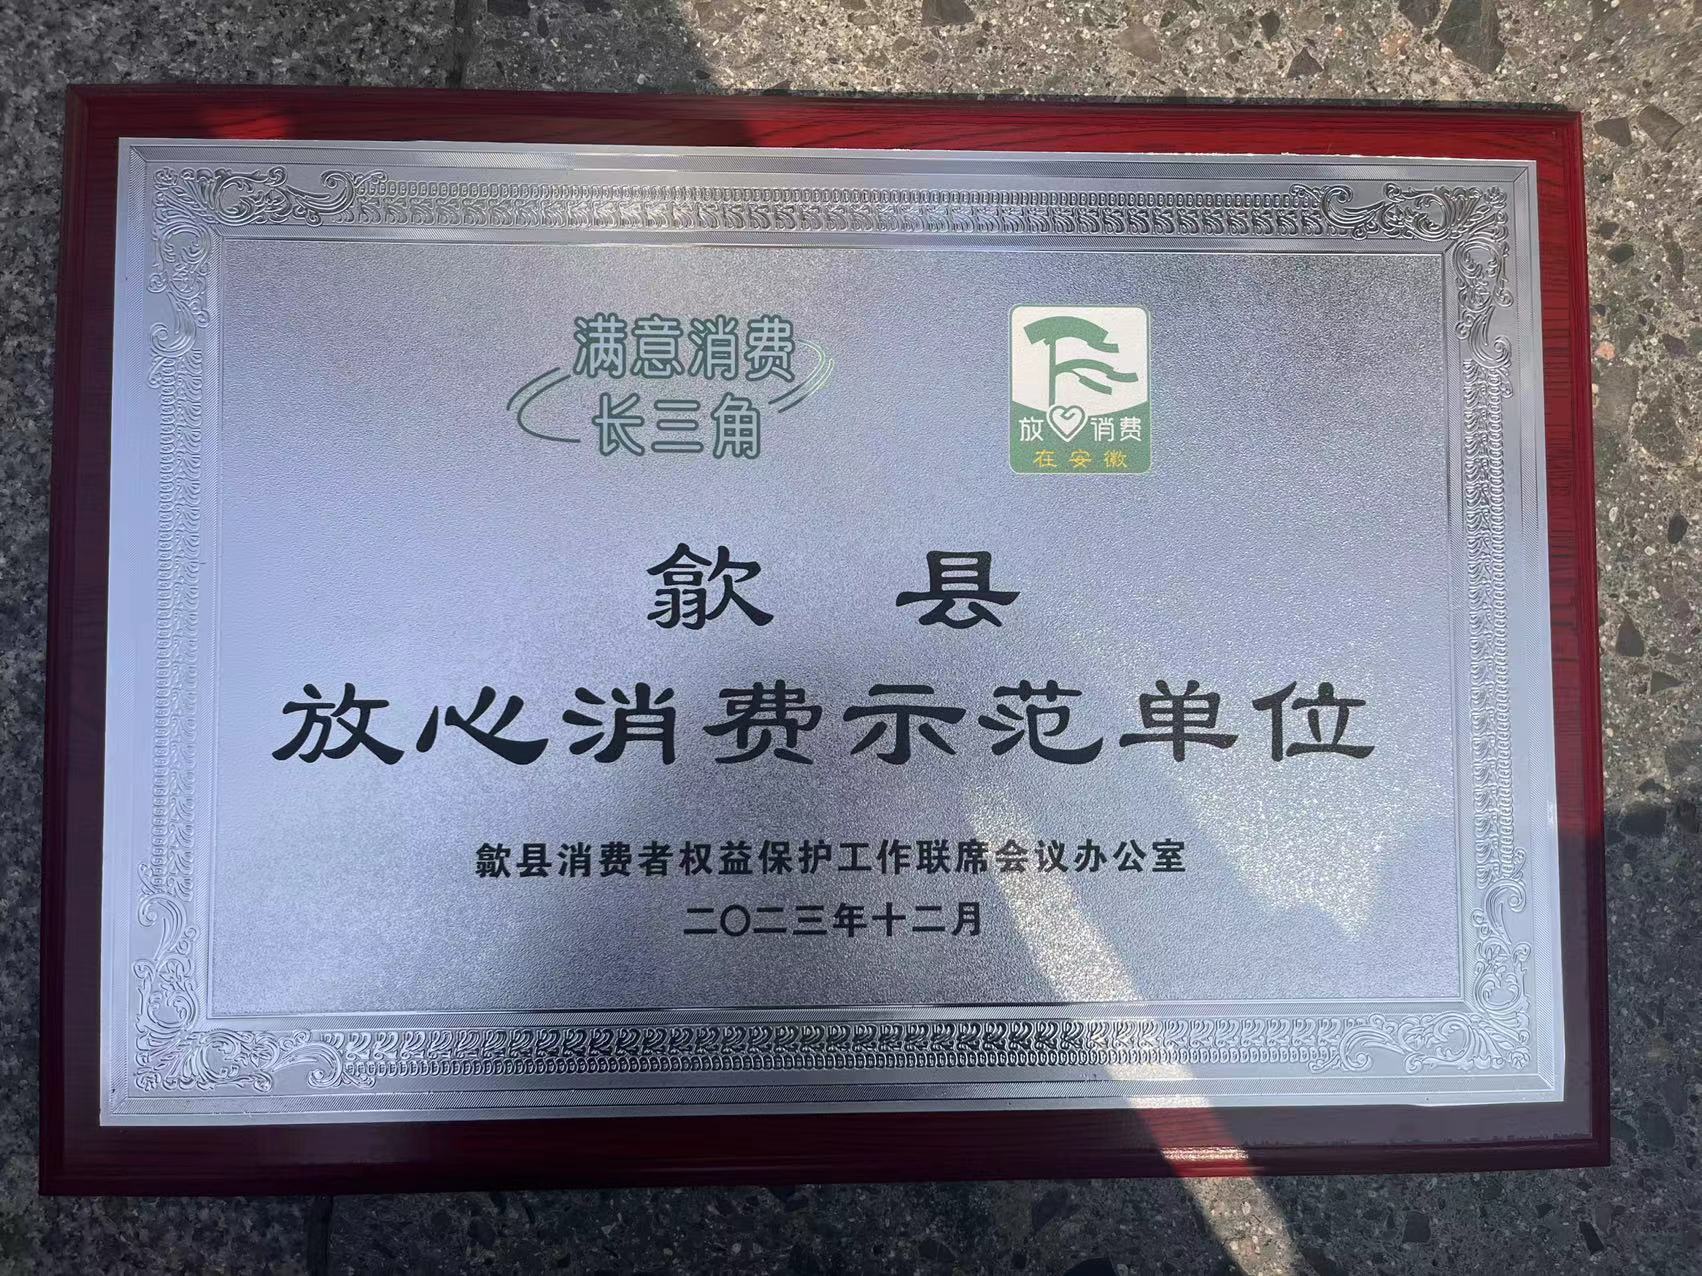 满意消费
长三角
放心消费
在安徽
歙县
放心消费示范单位
歙县消费者权益保护工作联席会议办公室
二〇二三年十二月